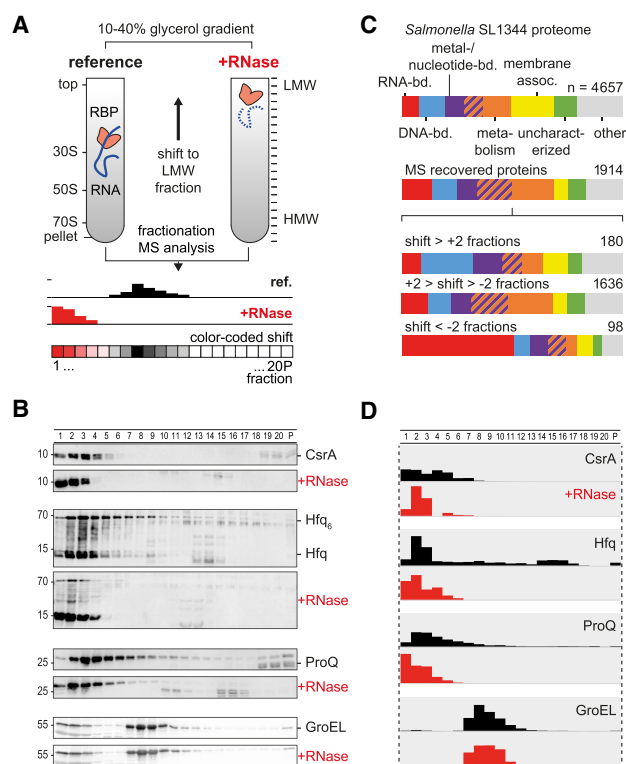 A
10-40% glycerol gradient
reference
+RNase
top
LMW
RBP
30S
shift to
LMW
fraction
RNA
50S
70S
pellet
HMW
fractionation
MS analysis
ref.
+RNase
color-coded shift
1 ...
...20P
fraction
B
1 2 3 4 5 6 7 8 9 10 11 12 13 14 15 16 17 18 19 20 P
10
CsrA
10
+RNase
70
Hfq6
15
Hfq
70
+RNase
15
25
ProQ
25
+RNase
55
GroEL
55
+RNase
C
Salmonella SL1344 proteome
metal-/
nucleotide-bd.
membrane
assoc.
RNA-bd.
n = 4657
DNA-bd.
meta-
bolism
uncharact-
erized
other
MS recovered proteins 1914
shift > +2 fractions 180
+2 > shift > -2 fractions 1636
shift < -2 fractions 98
D
1 2 3 4 5 6 7 8 9 10 11 12 13 14 15 16 17 18 19 20 P
CsrA
+RNase
Hfq
ProQ
GroEL